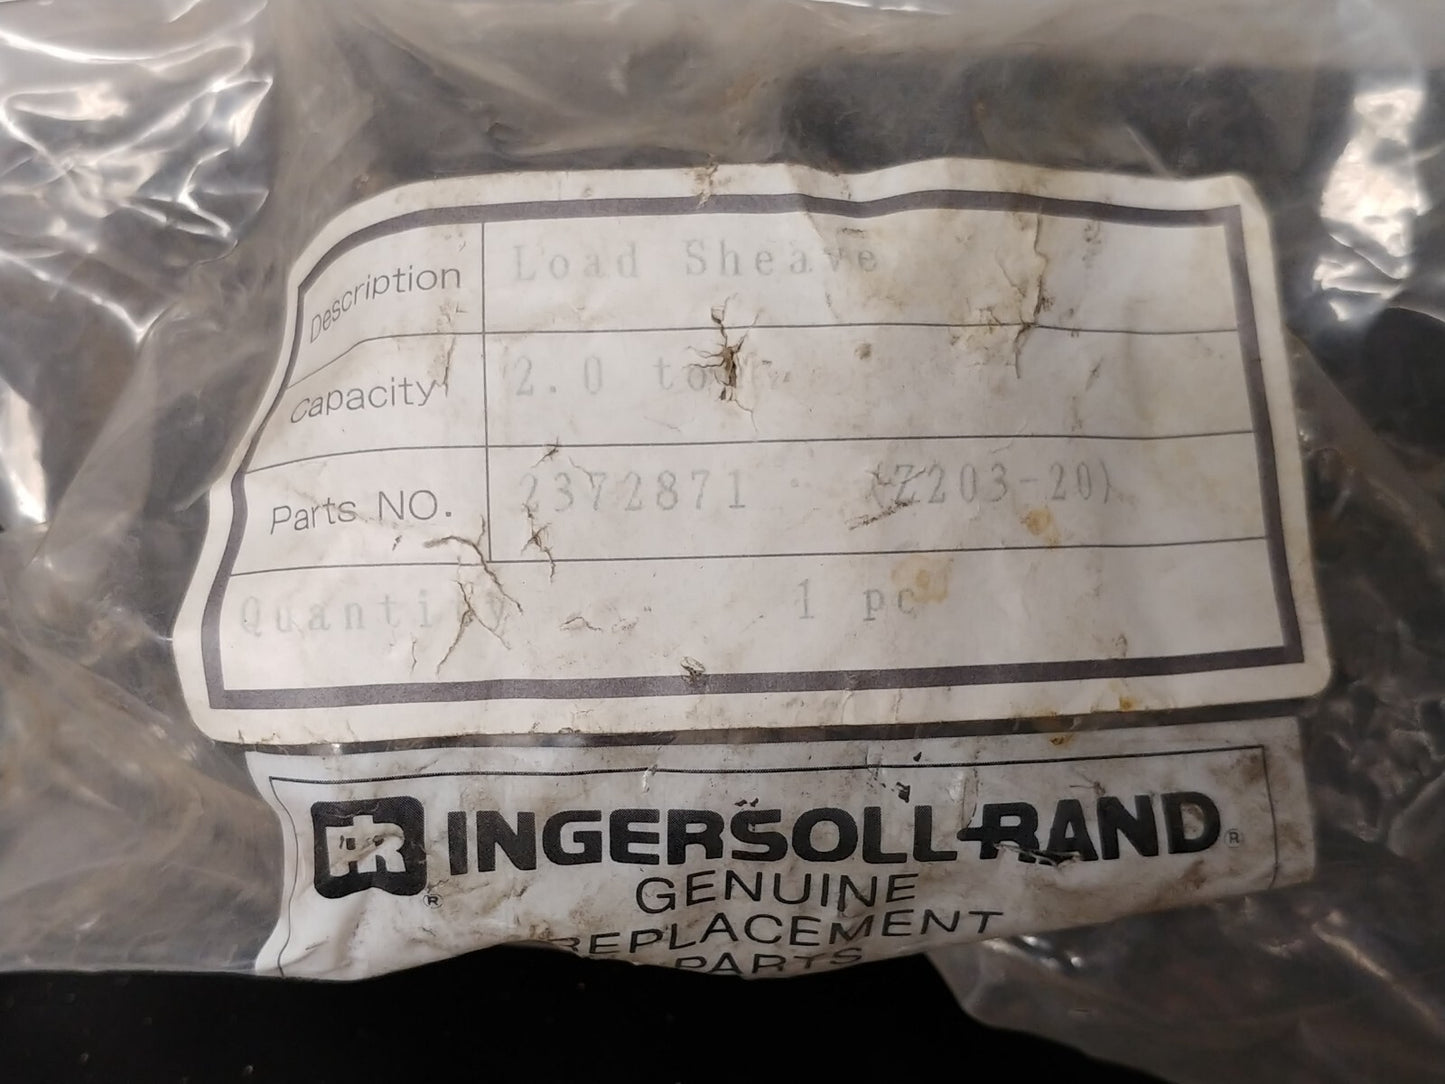 Description Load Sheave
Capacity 2.0 ton
Parts NO. 2372871 (Z203-20)
Quantity 1 pc
IR ® INGERSOLL-RAND ®
GENUINE
REPLACEMENT
PARTS